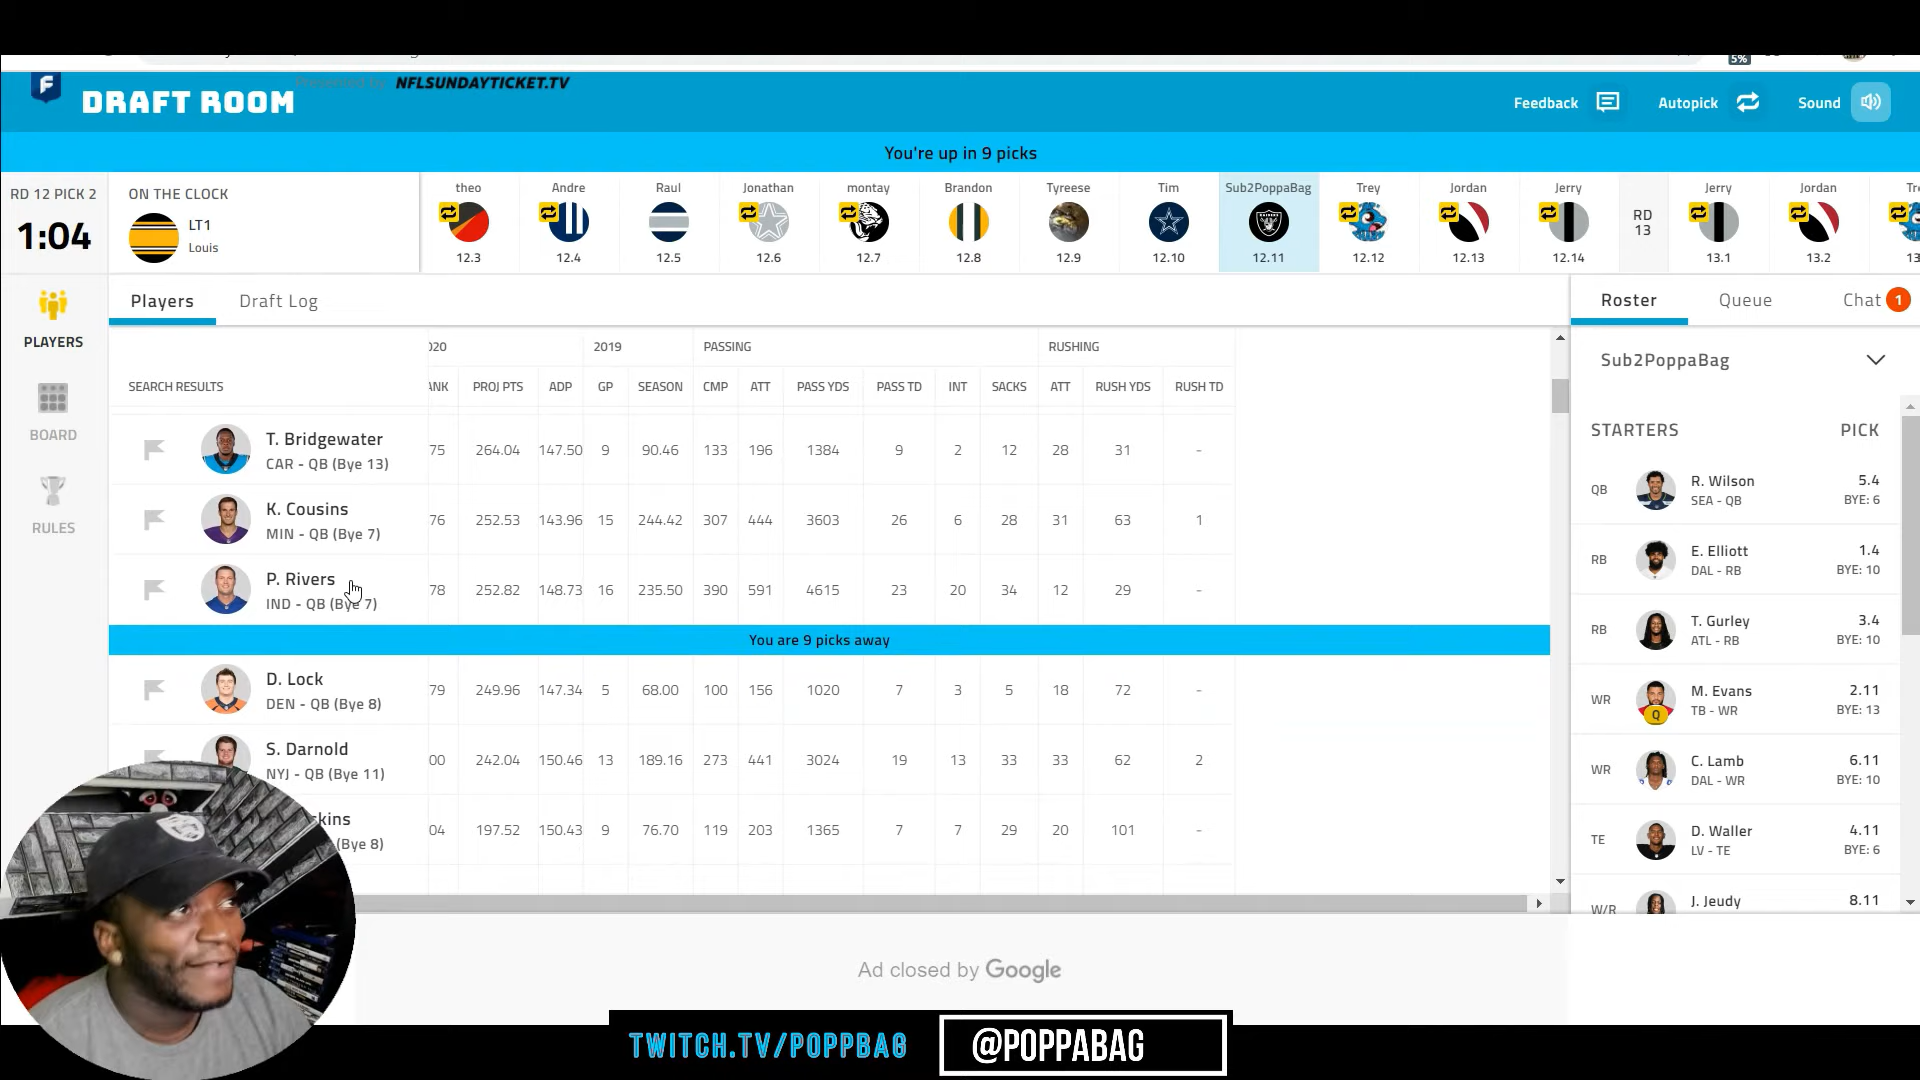 5%
F
DRAFT ROOM
Presented by NFLSUNDAYTICKET.TV
Feedback
Autopick
Sound
You're up in 9 picks
RD 12 PICK 2
1:04
ON THE CLOCK
LT1
Louis
theo Andre Raul Jonathan montay Brandon Tyreese Tim Sub2PoppaBag Trey Jordan Jerry RD 13 Jerry Jordan
12.3 12.4 12.5 12.6 12.7 12.8 12.9 12.10 12.11 12.12 12.13 12.14 13.1 13.2
PLAYERS
BOARD
RULES
Players Draft Log
2019 PASSING RUSHING
SEARCH RESULTS PROJ PTS ADP GP SEASON CMP ATT PASS YDS PASS TD INT SACKS ATT RUSH YDS RUSH TD
T. Bridgewater
CAR - QB (Bye 13)
75 264.04 147.50 9 90.46 133 196 1384 9 2 12 28 31 -
K. Cousins
MIN - QB (Bye 7)
76 252.53 143.96 15 244.42 307 444 3603 26 6 28 31 63 1
P. Rivers
IND - QB (Bye 7)
78 252.82 148.73 16 235.50 390 591 4615 23 20 34 12 29 -
You are 9 picks away
D. Lock
DEN - QB (Bye 8)
79 249.96 147.34 5 68.00 100 156 1020 7 3 5 18 72 -
S. Darnold
NYJ - QB (Bye 11)
00 242.04 150.46 13 189.16 273 441 3024 19 13 33 33 62 2
kins
e 8)
04 197.52 150.43 9 76.70 119 203 1365 7 7 29 20 101 -
Roster Queue Chat 1
Sub2PoppaBag
STARTERS PICK
QB R. Wilson 5.4
SEA - QB BYE: 6
RB E. Elliott 1.4
DAL - RB BYE: 10
RB T. Gurley 3.4
ATL - RB BYE: 10
WR M. Evans 2.11
Q TB - WR BYE: 13
WR C. Lamb 6.11
DAL - WR BYE: 10
TE D. Waller 4.11
LV - TE BYE: 6
W/R J. Jeudy 8.11
Ad closed by Google
TWITCH.TV/POPPBAG
@POPPABAG